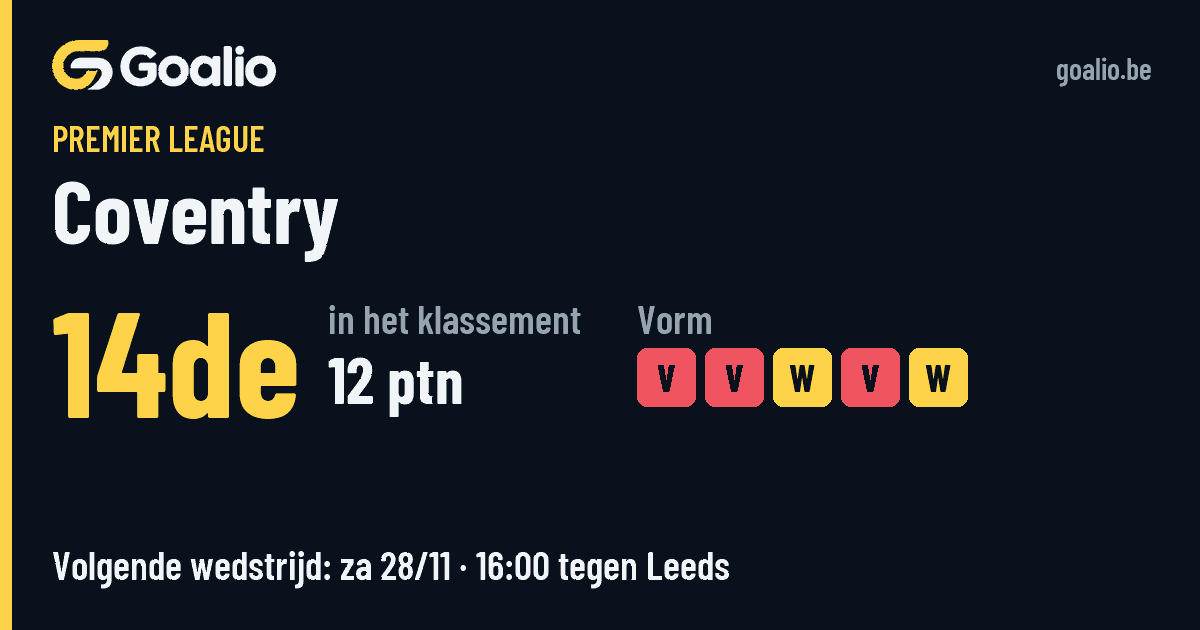 Goalio
goalio.be
PREMIER LEAGUE
Coventry
14de
in het klassement
12 ptn
Vorm
V V W V W
Volgende wedstrijd: za 28/11 · 16:00 tegen Leeds